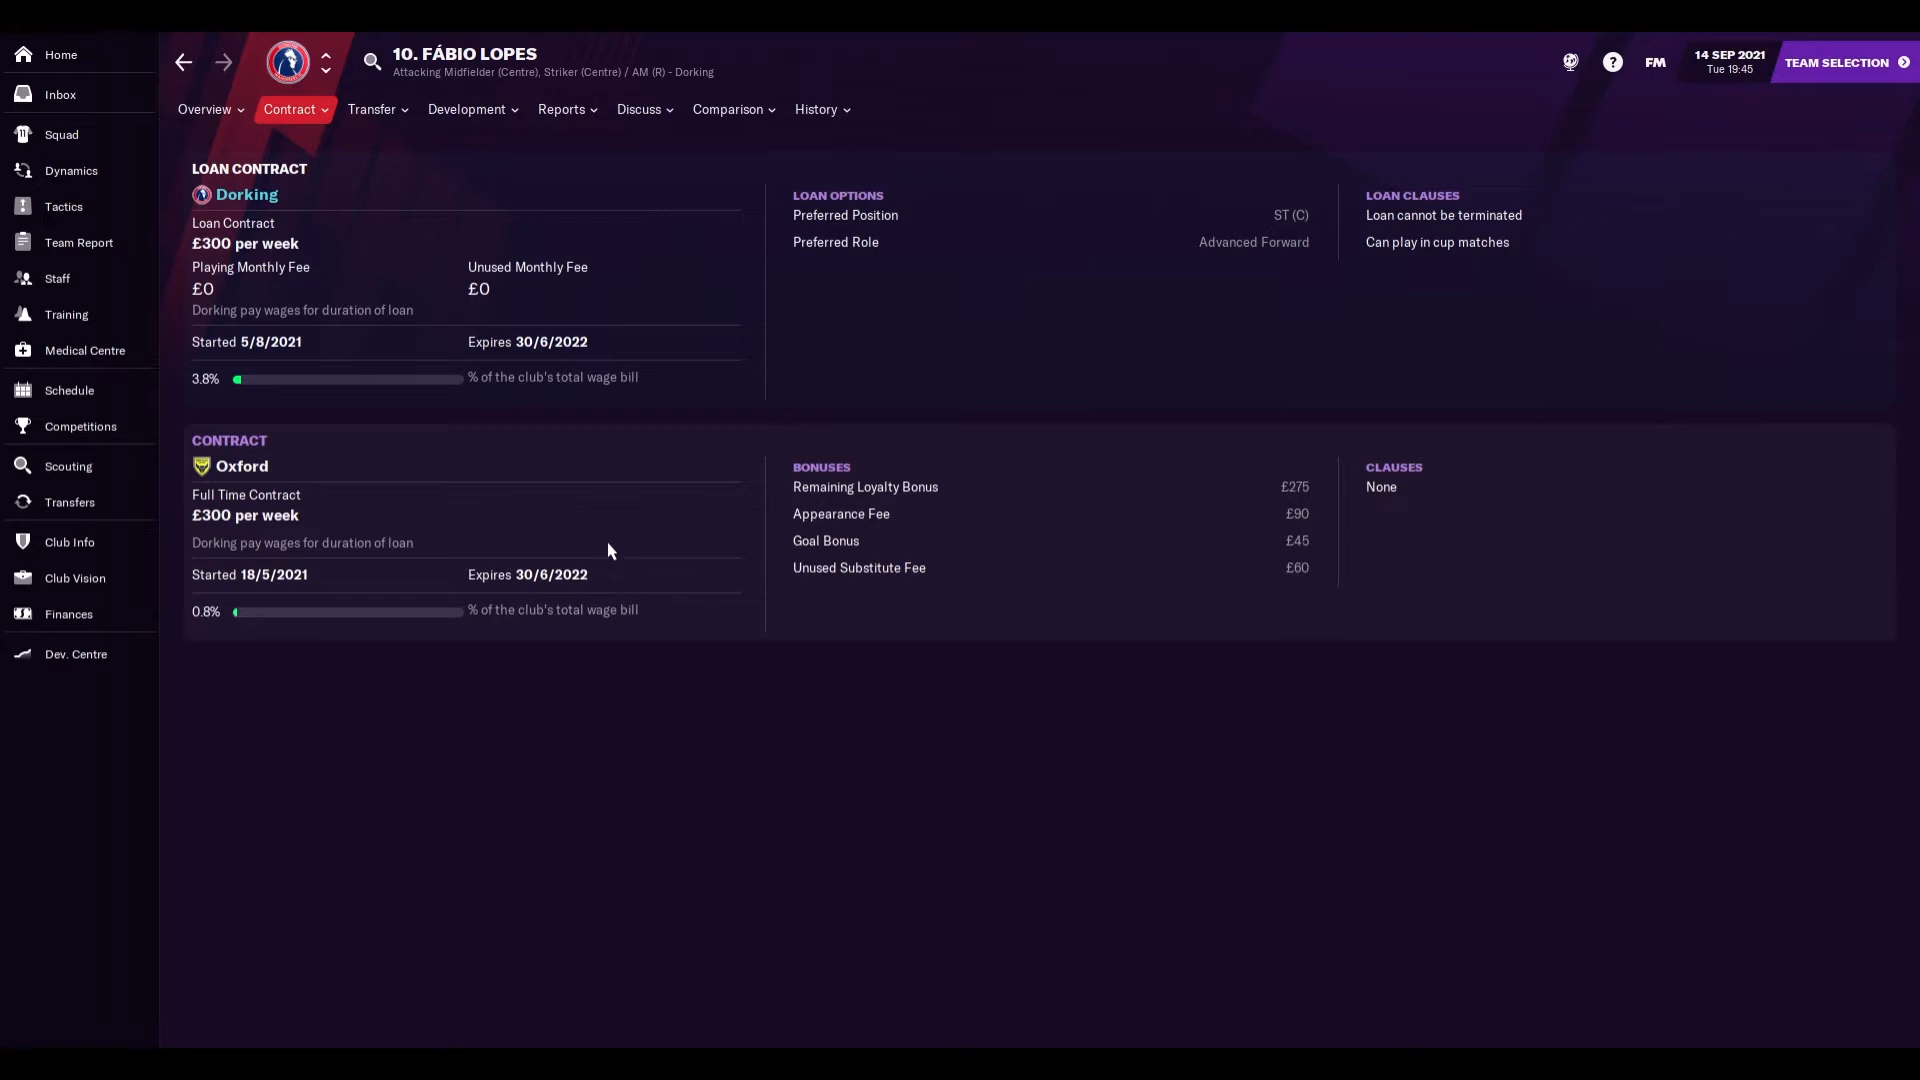 Home
Inbox
Squad
Dynamics
Tactics
Team Report
Staff
Training
Medical Centre
Schedule
Competitions
Scouting
Transfers
Club Info
Club Vision
Finances
Dev. Centre
10. FÁBIO LOPES
Attacking Midfielder (Centre), Striker (Centre) / AM (R) - Dorking
?
FM
14 SEP 2021
Tue 19:45
TEAM SELECTION
Overview Contract Transfer Development Reports Discuss Comparison History
LOAN CONTRACT
Dorking
Loan Contract
£300 per week
Playing Monthly Fee Unused Monthly Fee
£0 £0
Dorking pay wages for duration of loan
Started 5/8/2021 Expires 30/6/2022
3.8% % of the club's total wage bill
LOAN OPTIONS
Preferred Position ST (C)
Preferred Role Advanced Forward
LOAN CLAUSES
Loan cannot be terminated
Can play in cup matches
CONTRACT
Oxford
Full Time Contract
£300 per week
Dorking pay wages for duration of loan
Started 18/5/2021 Expires 30/6/2022
0.8% % of the club's total wage bill
BONUSES
Remaining Loyalty Bonus £275
Appearance Fee £90
Goal Bonus £45
Unused Substitute Fee £60
CLAUSES
None